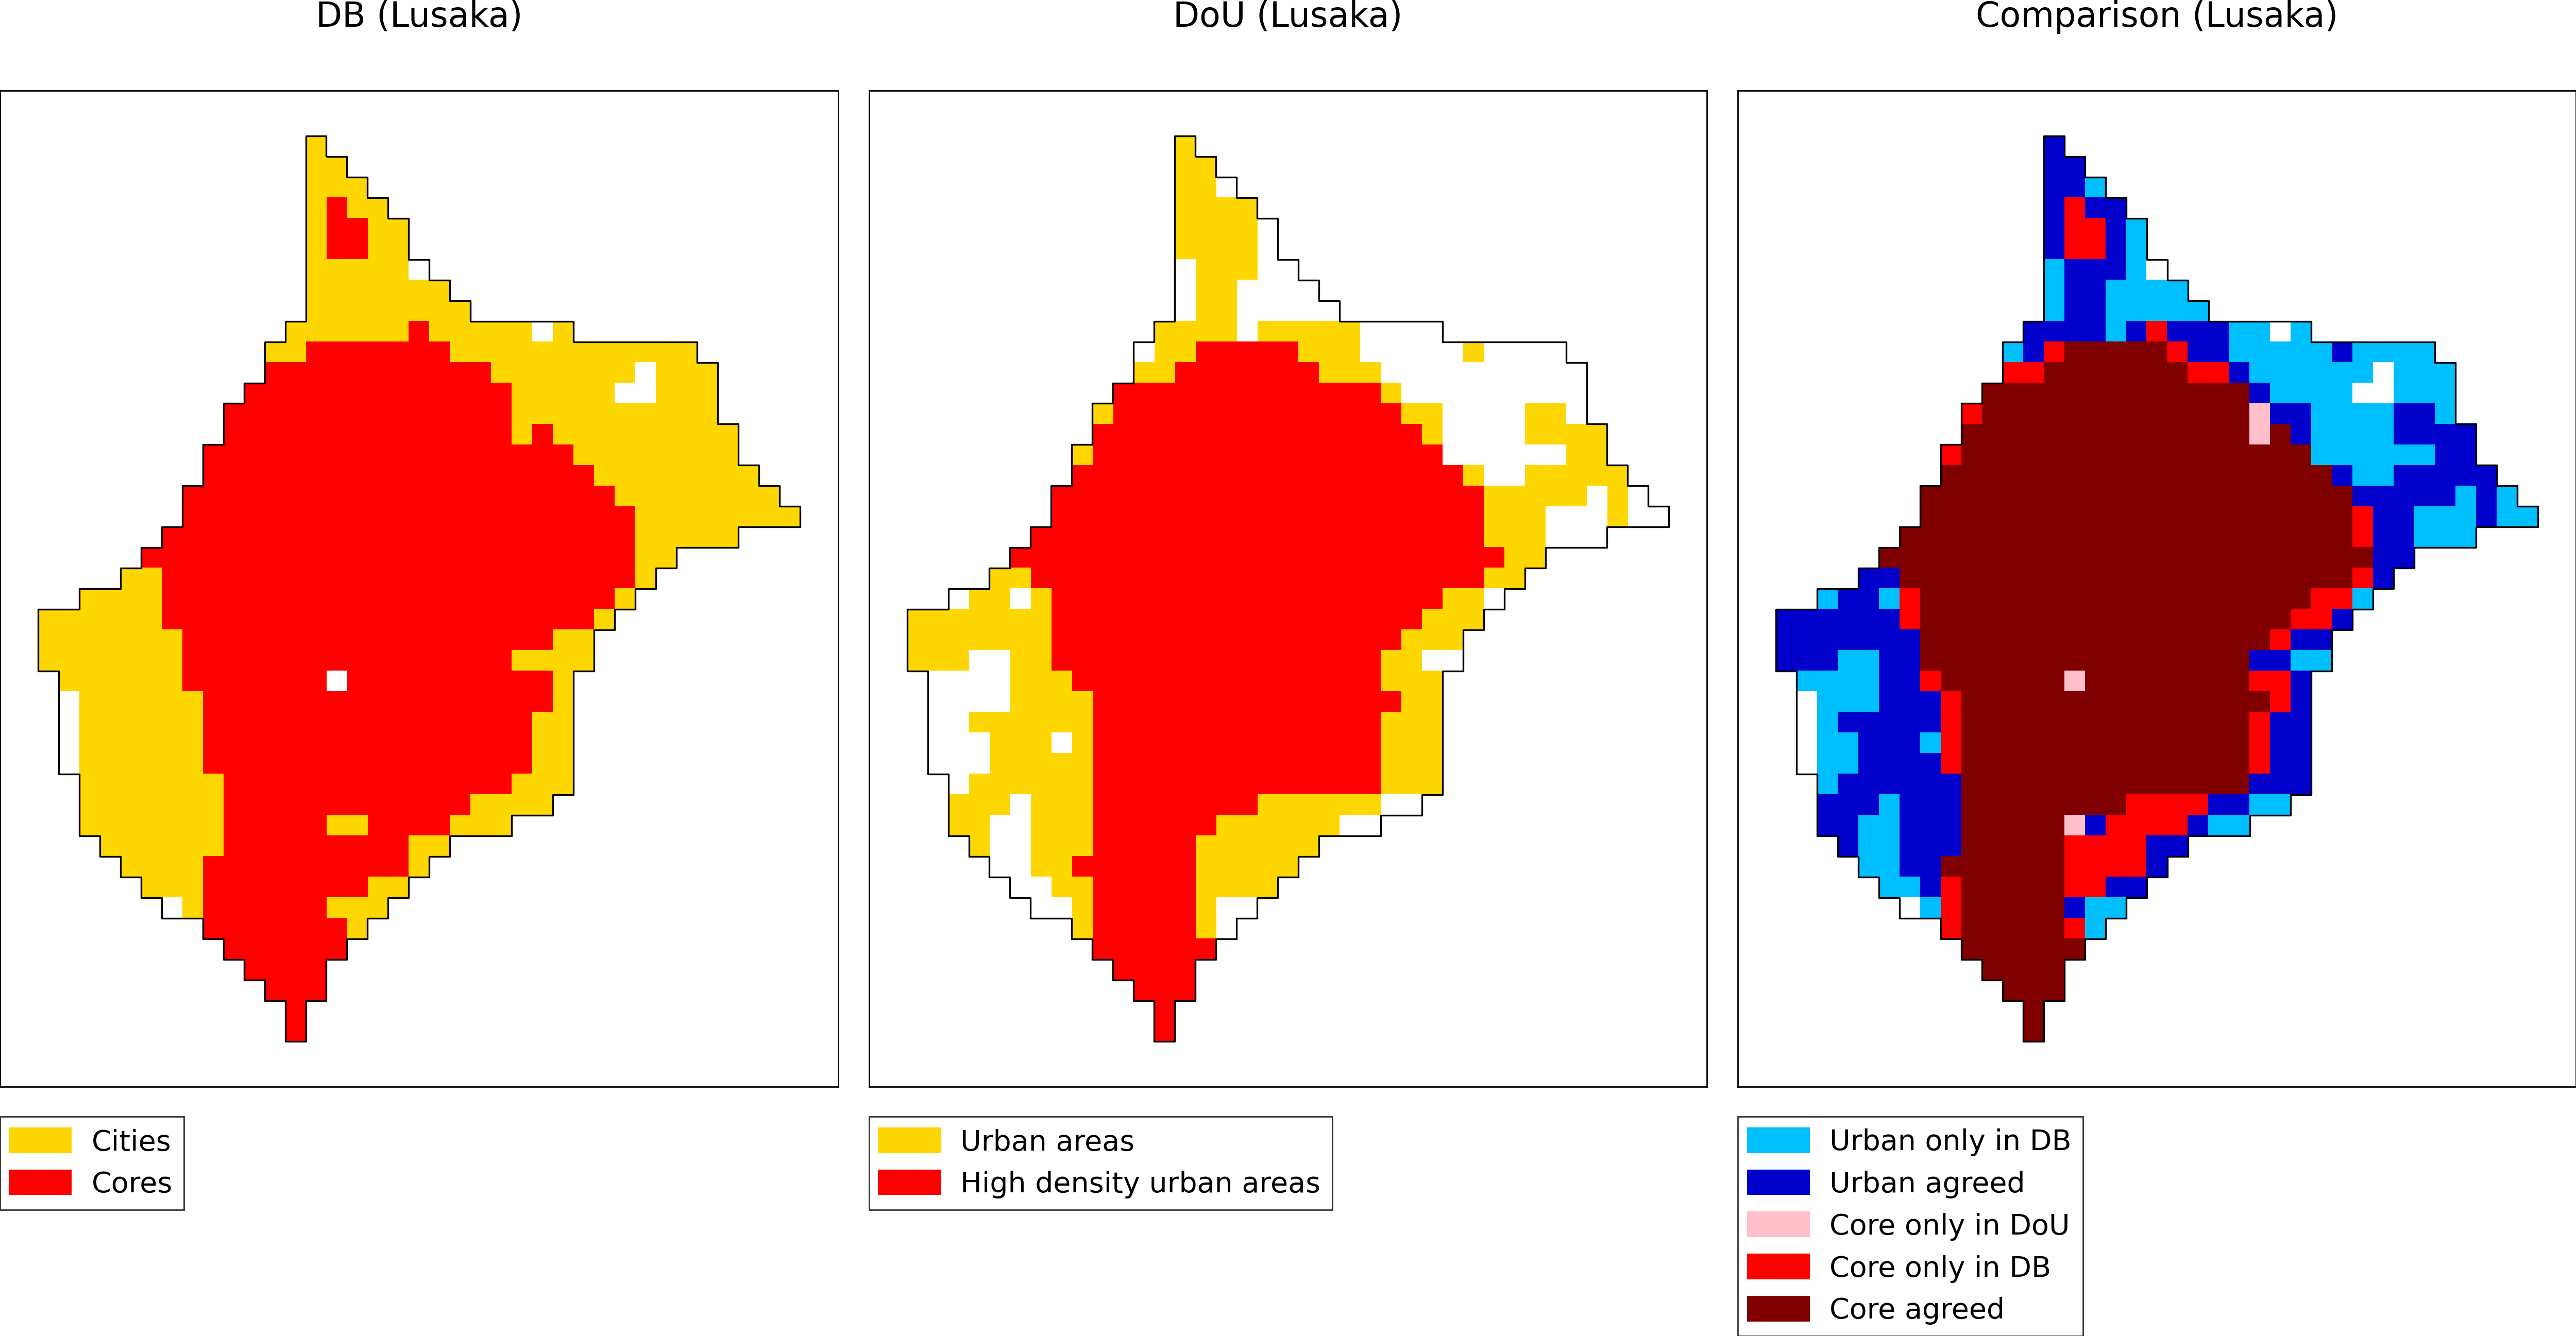 DB (Lusaka)
DoU (Lusaka)
Comparison (Lusaka)
Cities
Cores
Urban areas
High density urban areas
Urban only in DB
Urban agreed
Core only in DoU
Core only in DB
Core agreed